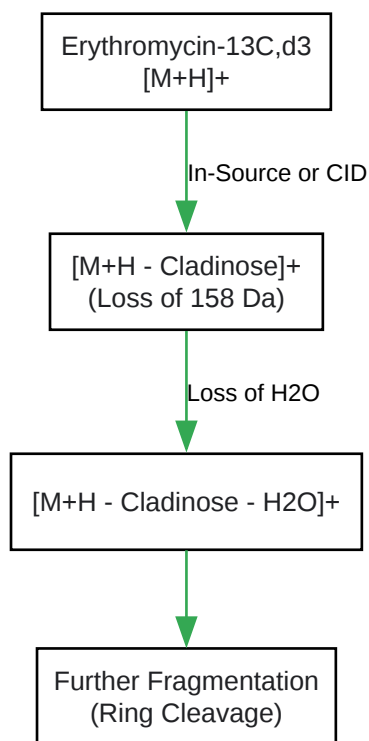 Erythromycin-13C,d3
[M+H]+
In-Source or CID
[M+H - Cladinose]+
(Loss of 158 Da)
Loss of H2O
[M+H - Cladinose - H2O]+
Further Fragmentation
(Ring Cleavage)